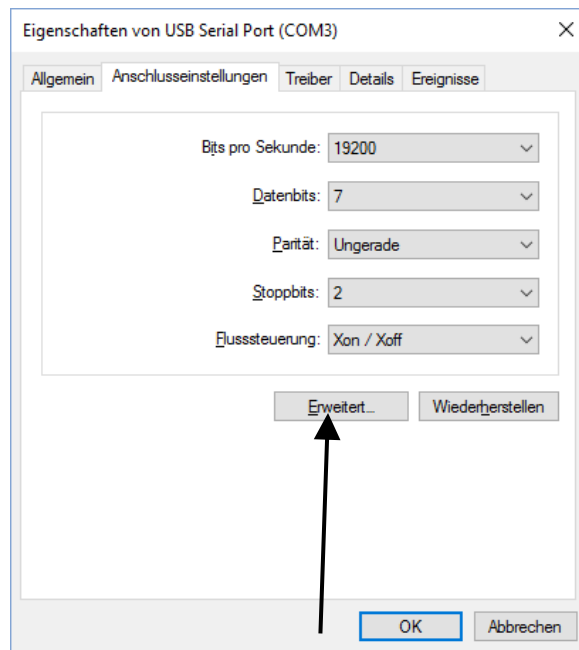 Eigenschaften von USB Serial Port (COM3)
Allgemein Anschlusseinstellungen Treiber Details Ereignisse
Bits pro Sekunde: 19200
Datenbits: 7
Parität: Ungerade
Stoppbits: 2
Flusssteuerung: Xon / Xoff
Erweitert... Wiederherstellen
OK Abbrechen